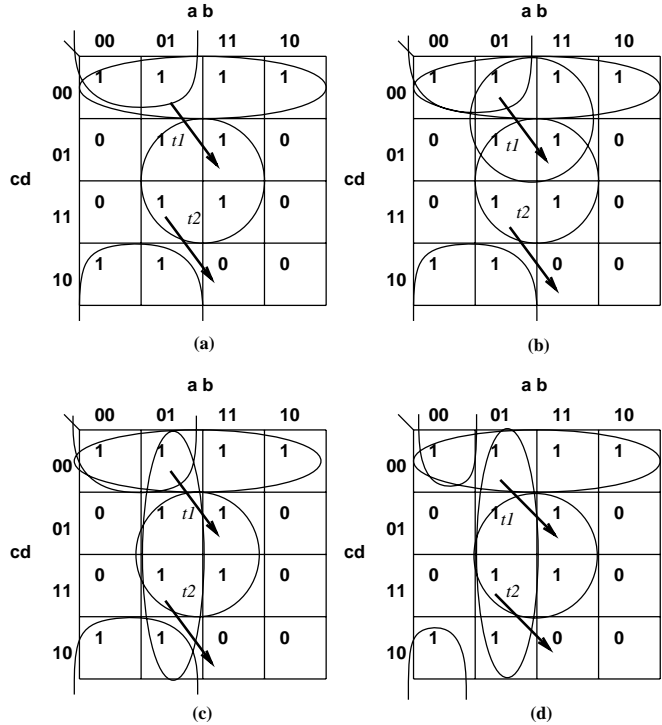 a b a b
00 01 11 10 00 01 11 10
00 1 1 1 1 00 1 1 1 1
01 0 1 t1 1 0 01 0 1 t1 1 0
cd cd
11 0 1 t2 1 0 11 0 1 t2 1 0
10 1 1 0 0 10 1 1 0 0
(a) (b)
a b a b
00 01 11 10 00 01 11 10
00 1 1 1 1 00 1 1 1 1
01 0 1 t1 1 0 01 0 1 t1 1 0
cd cd
11 0 1 t2 1 0 11 0 1 t2 1 0
10 1 1 0 0 10 1 1 0 0
(c) (d)